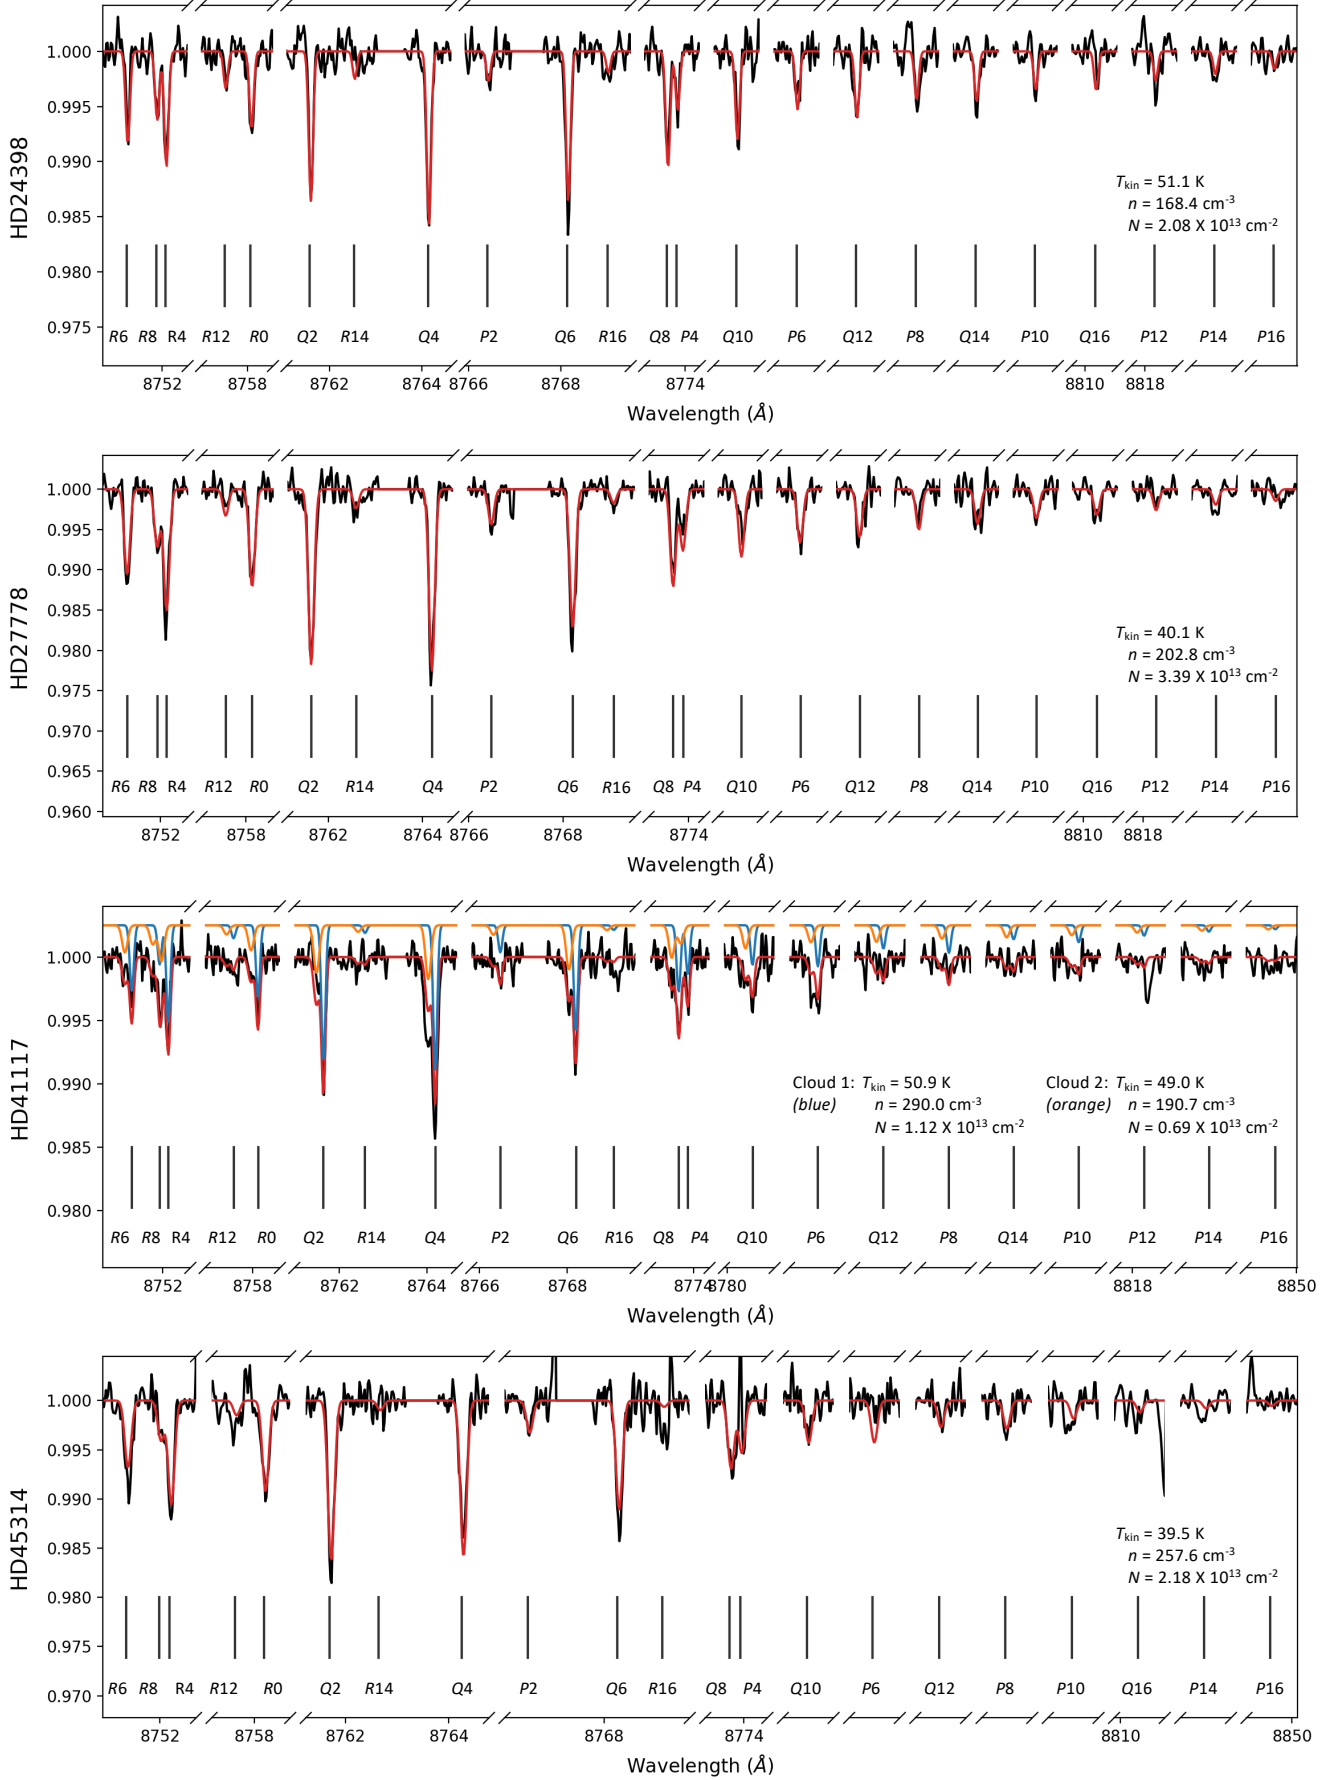 HD24398
1.000
0.995
0.990
0.985
0.980
0.975
T_kin = 51.1 K
n = 168.4 cm⁻³
N = 2.08 X 10¹³ cm⁻²
R6 R8 R4 R12 R0 Q2 R14 Q4 P2 Q6 R16 Q8 P4 Q10 P6 Q12 P8 Q14 P10 Q16 P12 P14 P16
8752 8758 8762 8764 8766 8768 8774 8810 8818
Wavelength (Å)
HD27778
1.000
0.995
0.990
0.985
0.980
0.975
0.970
0.965
0.960
T_kin = 40.1 K
n = 202.8 cm⁻³
N = 3.39 X 10¹³ cm⁻²
R6 R8 R4 R12 R0 Q2 R14 Q4 P2 Q6 R16 Q8 P4 Q10 P6 Q12 P8 Q14 P10 Q16 P12 P14 P16
8752 8758 8762 8764 8766 8768 8774 8810 8818
Wavelength (Å)
HD41117
1.000
0.995
0.990
0.985
0.980
Cloud 1: T_kin = 50.9 K
(blue) n = 290.0 cm⁻³
N = 1.12 X 10¹³ cm⁻²
Cloud 2: T_kin = 49.0 K
(orange) n = 190.7 cm⁻³
N = 0.69 X 10¹³ cm⁻²
R6 R8 R4 R12 R0 Q2 R14 Q4 P2 Q6 R16 Q8 P4 Q10 P6 Q12 P8 Q14 P10 P12 P14 P16
8752 8758 8762 8764 8766 8768 8774 8780 8818 8850
Wavelength (Å)
HD45314
1.000
0.995
0.990
0.985
0.980
0.975
0.970
T_kin = 39.5 K
n = 257.6 cm⁻³
N = 2.18 X 10¹³ cm⁻²
R6 R8 R4 R12 R0 Q2 R14 Q4 P2 Q6 R16 Q8 P4 Q10 P6 Q12 P8 P10 Q16 P14 P16
8752 8758 8762 8764 8768 8774 8810 8850
Wavelength (Å)